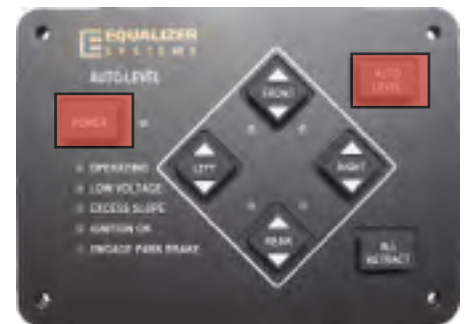 EQUALIZER
SYSTEMS
AUTO-LEVEL
AUTO
LEVEL
FRONT
POWER
LEFT
RIGHT
OPERATING
LOW VOLTAGE
EXCESS SLOPE
IGNITION OK
ENGAGE PARK BRAKE
REAR
ALL
RETRACT